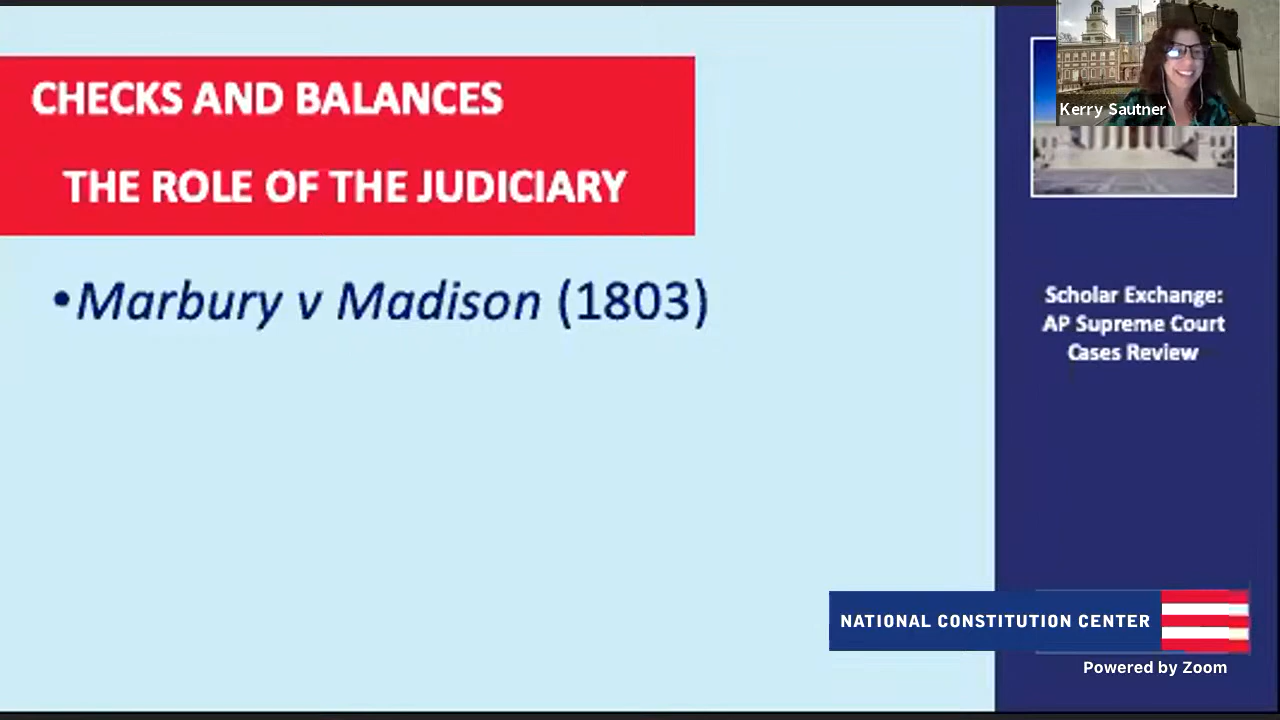 CHECKS AND BALANCES
THE ROLE OF THE JUDICIARY
•Marbury v Madison (1803)
Kerry Sautner
Scholar Exchange:
AP Supreme Court
Cases Review
NATIONAL CONSTITUTION CENTER
Powered by Zoom